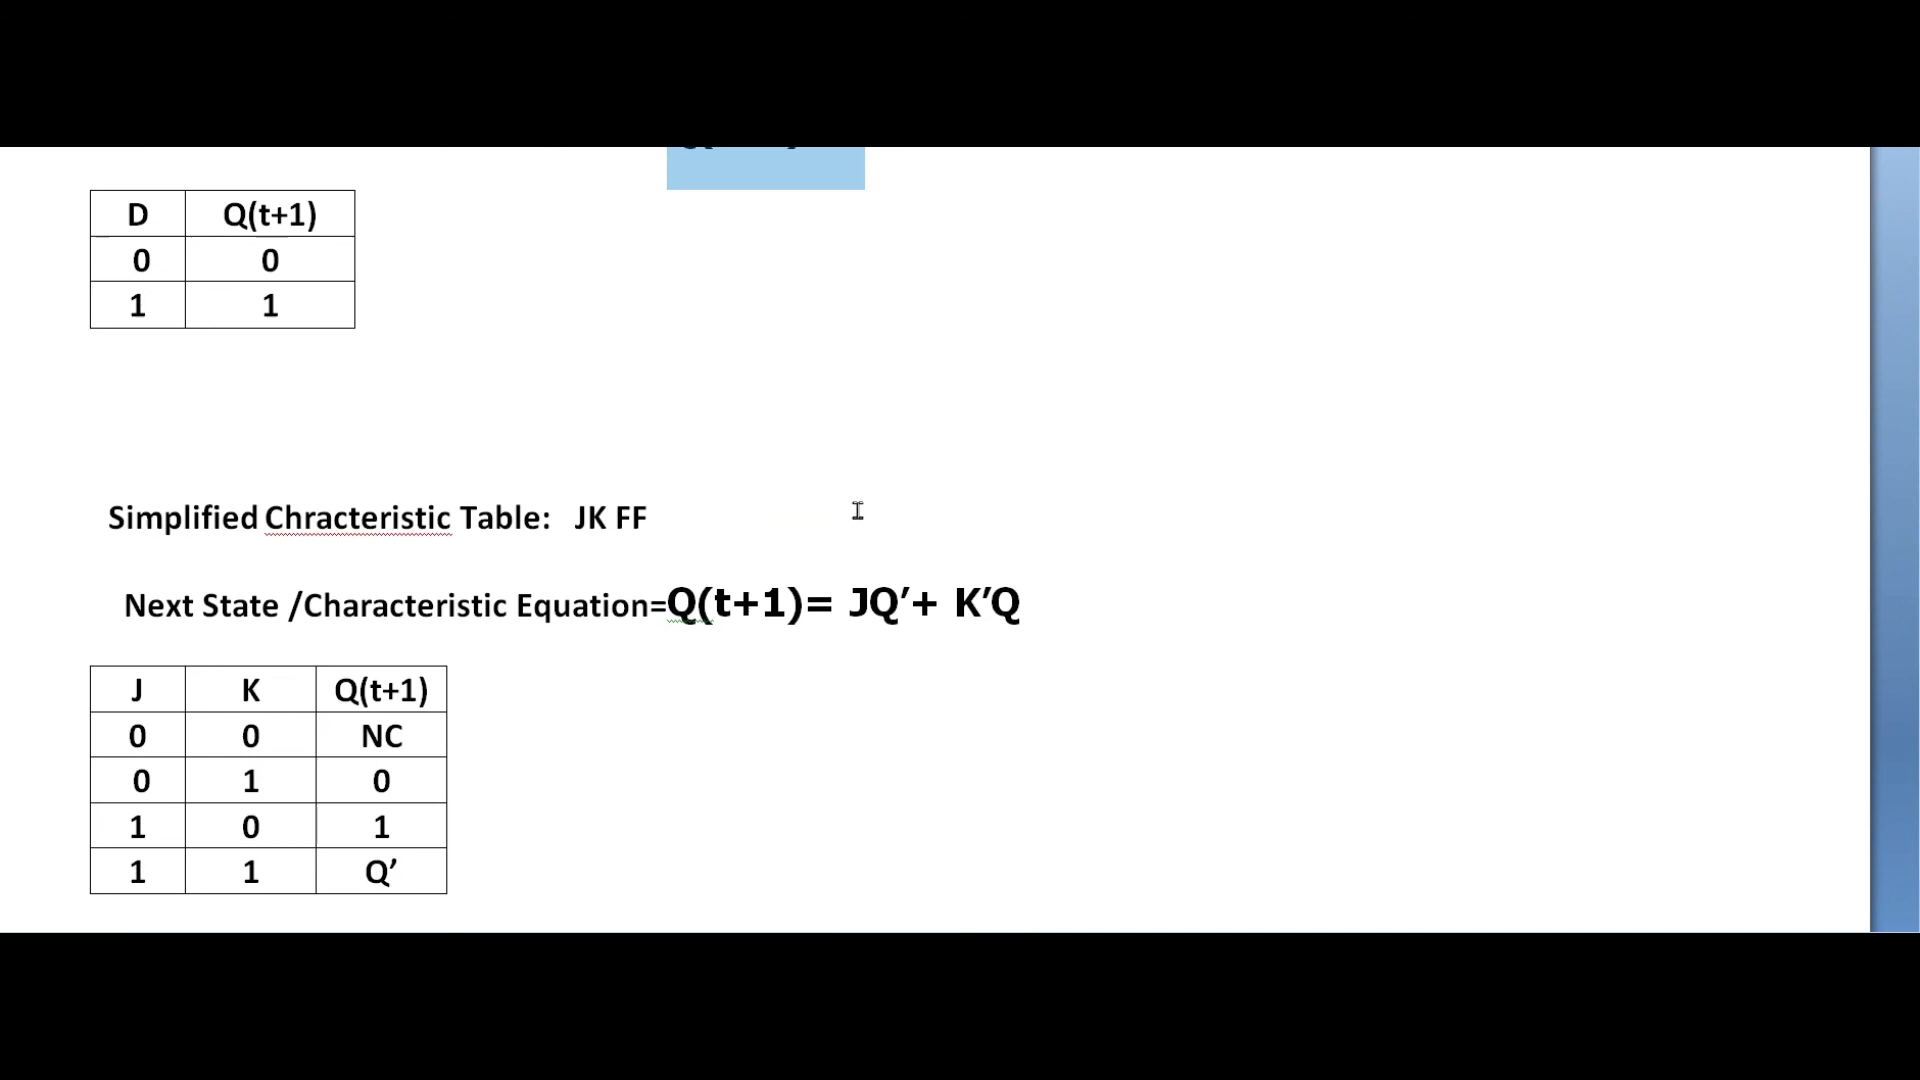 D Q(t+1)
0 0
1 1
Simplified Chracteristic Table: JK FF
Next State /Characteristic Equation=Q(t+1)= JQ’+ K’Q
J K Q(t+1)
0 0 NC
0 1 0
1 0 1
1 1 Q’